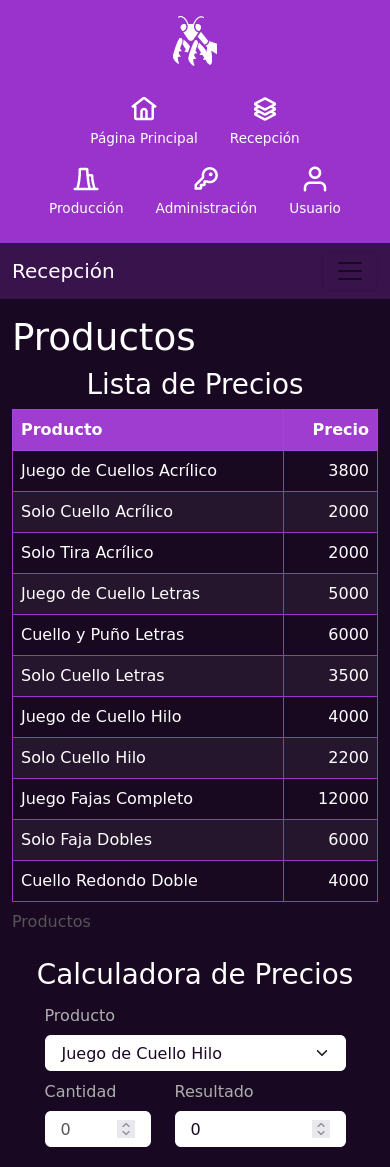 Página Principal
Recepción
Producción
Administración
Usuario
Recepción
Productos
Lista de Precios
Producto Precio
Juego de Cuellos Acrílico 3800
Solo Cuello Acrílico 2000
Solo Tira Acrílico 2000
Juego de Cuello Letras 5000
Cuello y Puño Letras 6000
Solo Cuello Letras 3500
Juego de Cuello Hilo 4000
Solo Cuello Hilo 2200
Juego Fajas Completo 12000
Solo Faja Dobles 6000
Cuello Redondo Doble 4000
Productos
Calculadora de Precios
Producto
Juego de Cuello Hilo
Cantidad Resultado
0 0